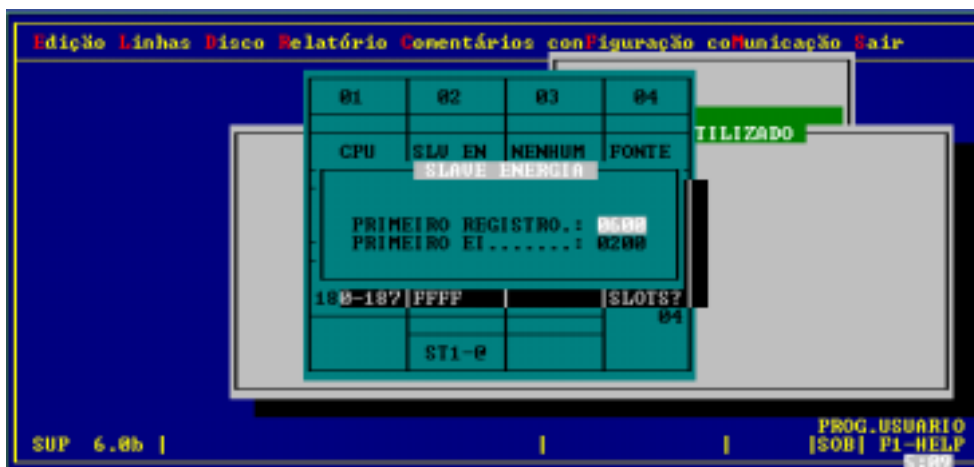 Edição Linhas Disco Relatório Comentários conFiguração coMunicação Sair
01 02 03 04
TILIZADO
CPU SLV EN NENHUM FONTE
SLAVE ENERGIA
PRIMEIRO REGISTRO.: 0600
PRIMEIRO EI.......: 0200
180-187 FFFF SLOTS?
04
ST1-@
PROG.USUARIO
SUP 6.0b | | | |SOB| F1-HELP